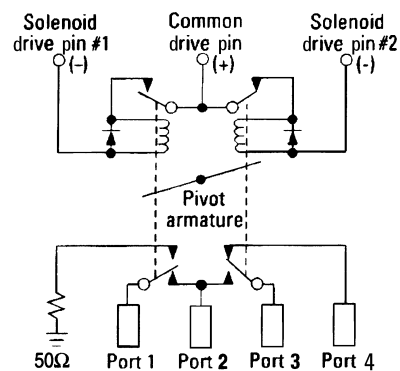 Solenoid
drive pin #1
(-)
Common
drive pin
(+)
Solenoid
drive pin #2
(-)
Pivot
armature
50Ω
Port 1
Port 2
Port 3
Port 4